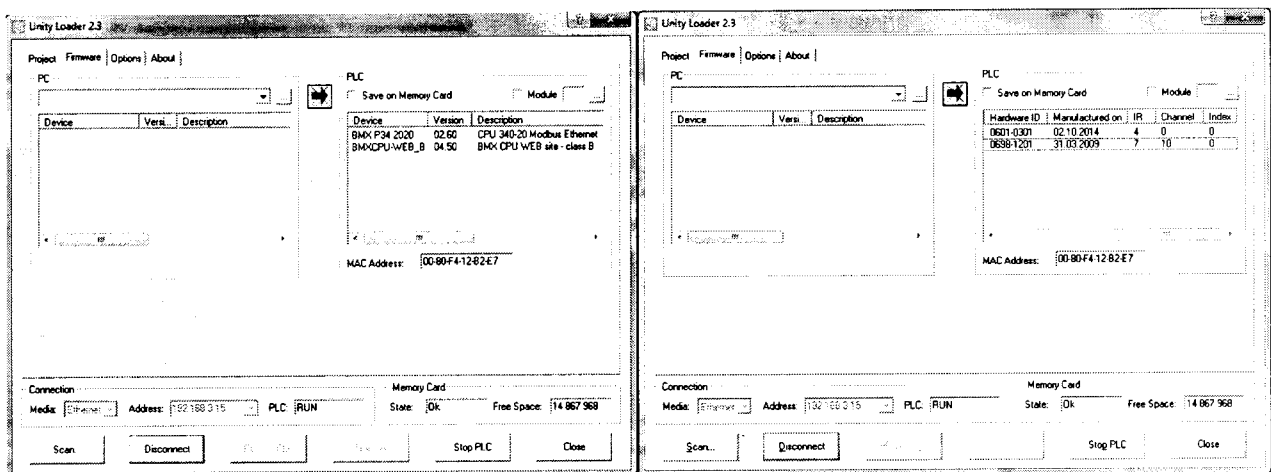 Unity Loader 2.3
Project Firmware Options About
PC
PLC
Save on Memory Card Module ...
Device Versi... Description
Device Version Description
BMX P34 2020 02.60 CPU 340-20 Modbus Ethernet
BMXCPU-WEB_B 04.50 BMX CPU WEB site - class B
MAC Address: 00-80-F4-12-B2-E7
Connection
Media: Ethernet Address: 192.168.3.15 PLC: RUN
Memory Card
State: Ok Free Space: 14 867 968
Scan Disconnect Stop PLC Close
Unity Loader 2.3
Project Firmware Options About
PC
PLC
Save on Memory Card Module ...
Device Versi Description
Hardware ID Manufactured on IR Channel Index
0601-0301 02.10.2014 4 0 0
0698-1201 31.03.2009 7 10 0
MAC Address: 00-80-F4-12-B2-E7
Connection
Media: Ethernet Address: 192.168.3.15 PLC: RUN
Memory Card
State: Ok Free Space: 14 867 968
Scan... Disconnect Stop PLC Close